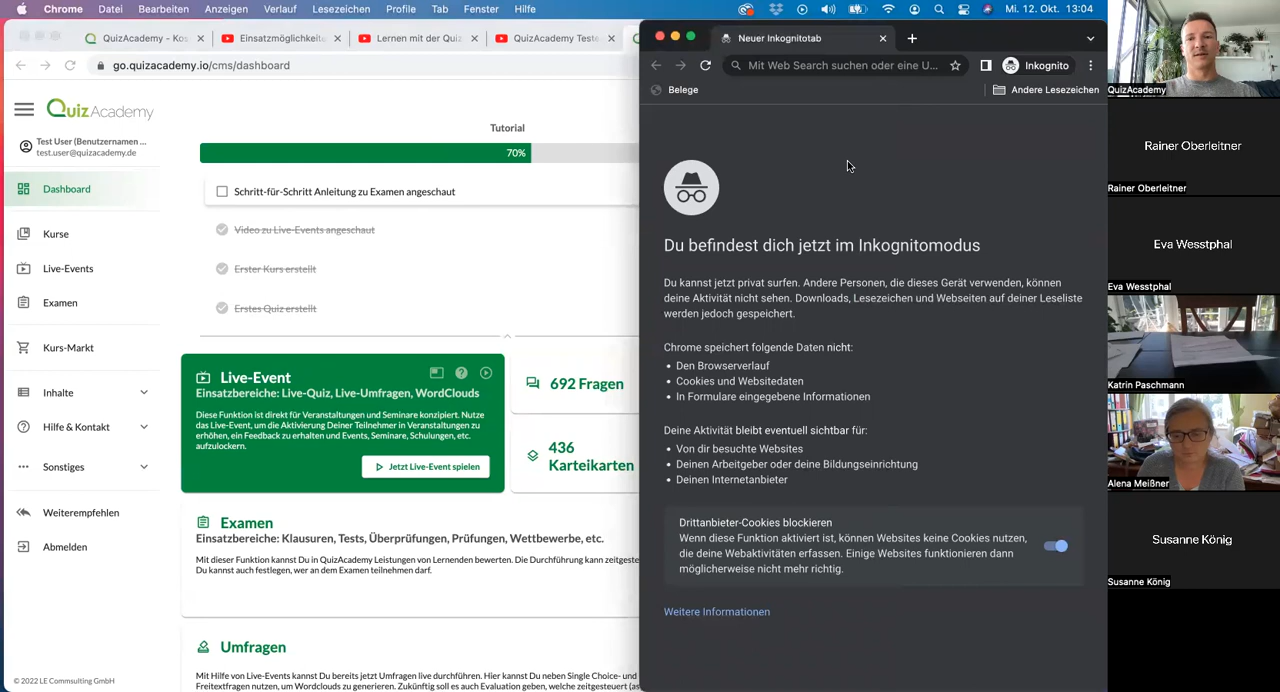 Chrome Datei Bearbeiten Anzeigen Verlauf Lesezeichen Profile Tab Fenster Hilfe
Mi. 12. Okt. 13:04
QuizAcademy – Kos
Einsatzmöglichkeite
Lernen mit der Quiz
QuizAcademy Teste
go.quizacademy.io/cms/dashboard
QuizAcademy
Test User (Benutzernamen ...
test.user@quizacademy.de
Dashboard
Kurse
Live-Events
Examen
Kurs-Markt
Inhalte
Hilfe & Kontakt
Sonstiges
Weiterempfehlen
Abmelden
© 2022 LE Commsulting GmbH
Tutorial
70%
Schritt-für-Schritt Anleitung zu Examen angeschaut
Video zu Live-Events angeschaut
Erster Kurs erstellt
Erstes Quiz erstellt
Live-Event
Einsatzbereiche: Live-Quiz, Live-Umfragen, WordClouds
Diese Funktion ist direkt für Veranstaltungen und Seminare konzipiert. Nutze
das Live-Event, um die Aktivierung Deiner Teilnehmer in Veranstaltungen zu
erhöhen, ein Feedback zu erhalten und Events, Seminare, Schulungen, etc.
aufzulockern.
Jetzt Live-Event spielen
692 Fragen
436
Karteikarten
Examen
Einsatzbereiche: Klausuren, Tests, Überprüfungen, Prüfungen, Wettbewerbe, etc.
Mit dieser Funktion kannst Du in QuizAcademy Leistungen von Lernenden bewerten. Die Durchführung kann zeitgeste
Du kannst auch festlegen, wer an dem Examen teilnehmen darf.
Umfragen
Mit Hilfe von Live-Events kannst Du bereits jetzt Umfragen live durchführen. Hier kannst Du neben Single Choice- und
Freitextfragen nutzen, um Wordclouds zu generieren. Zukünftig soll es auch Evaluation geben, welche zeitgesteuert (as
Neuer Inkognitotab
Mit Web Search suchen oder eine U...
Inkognito
Belege
Andere Lesezeichen
Du befindest dich jetzt im Inkognitomodus
Du kannst jetzt privat surfen. Andere Personen, die dieses Gerät verwenden, können
deine Aktivität nicht sehen. Downloads, Lesezeichen und Webseiten auf deiner Leseliste
werden jedoch gespeichert.
Chrome speichert folgende Daten nicht:
• Den Browserverlauf
• Cookies und Websitedaten
• In Formulare eingegebene Informationen
Deine Aktivität bleibt eventuell sichtbar für:
• Von dir besuchte Websites
• Deinen Arbeitgeber oder deine Bildungseinrichtung
• Deinen Internetanbieter
Drittanbieter-Cookies blockieren
Wenn diese Funktion aktiviert ist, können Websites keine Cookies nutzen,
die deine Webaktivitäten erfassen. Einige Websites funktionieren dann
möglicherweise nicht mehr richtig.
Weitere Informationen
QuizAcademy
Rainer Oberleitner
Rainer Oberleitner
Eva Wesstphal
Eva Wesstphal
Katrin Paschmann
Alena Meißner
Susanne König
Susanne König